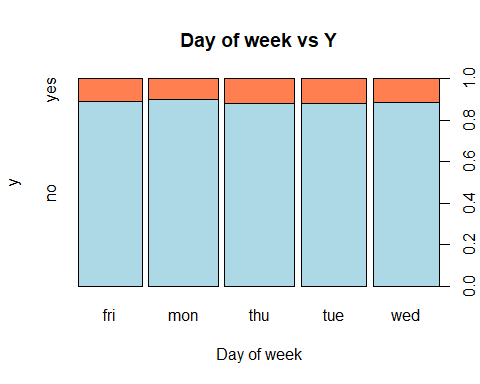 Day of week vs Y
yes
no
y
1.0
0.8
0.6
0.4
0.2
0.0
fri mon thu tue wed
Day of week